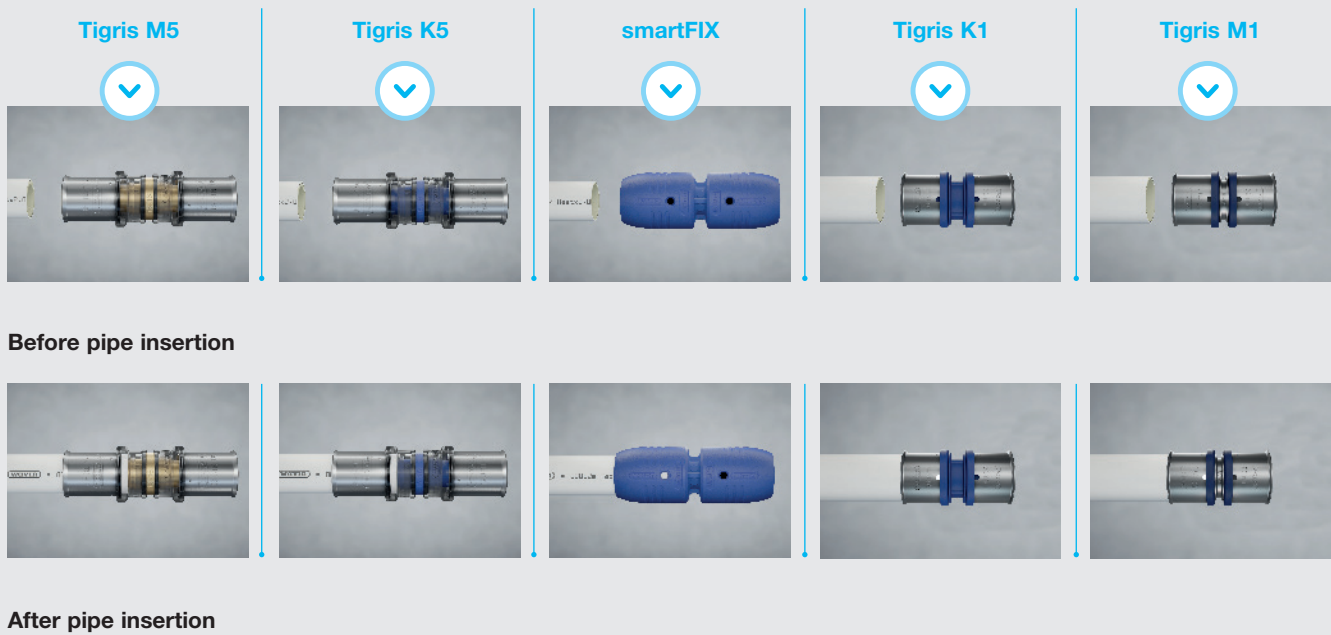 Tigris M5
Tigris K5
smartFIX
Tigris K1
Tigris M1
Before pipe insertion
After pipe insertion